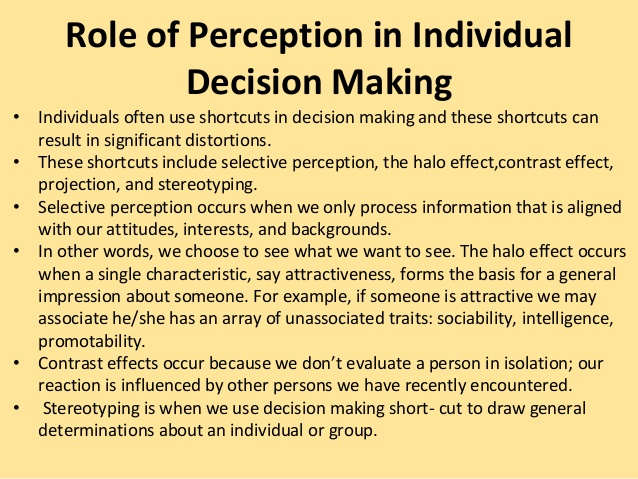 Role of Perception in Individual
Decision Making
• Individuals often use shortcuts in decision making and these shortcuts can
result in significant distortions.
• These shortcuts include selective perception, the halo effect,contrast effect,
projection, and stereotyping.
• Selective perception occurs when we only process information that is aligned
with our attitudes, interests, and backgrounds.
• In other words, we choose to see what we want to see. The halo effect occurs
when a single characteristic, say attractiveness, forms the basis for a general
impression about someone. For example, if someone is attractive we may
associate he/she has an array of unassociated traits: sociability, intelligence,
promotability.
• Contrast effects occur because we don’t evaluate a person in isolation; our
reaction is influenced by other persons we have recently encountered.
• Stereotyping is when we use decision making short- cut to draw general
determinations about an individual or group.